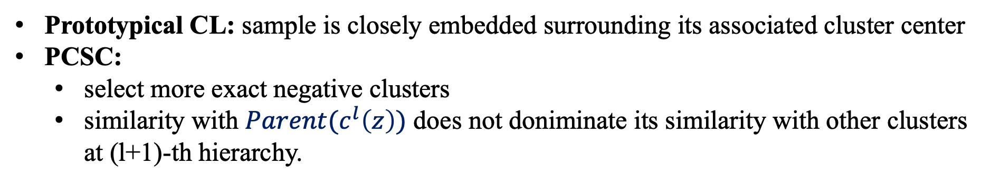 • Prototypical CL: sample is closely embedded surrounding its associated cluster center
• PCSC:
• select more exact negative clusters
• similarity with Parent(cˡ(z)) does not doniminate its similarity with other clusters
at (l+1)-th hierarchy.